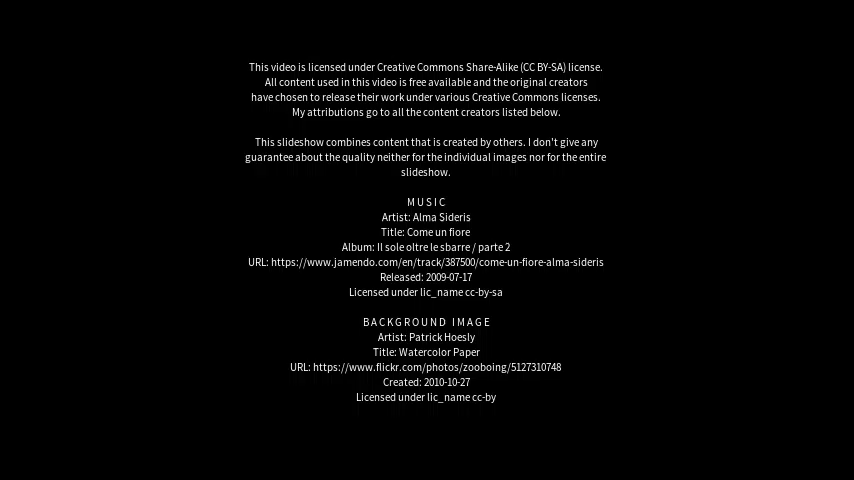 This video is licensed under Creative Commons Share-Alike (CC BY-SA) license.
All content used in this video is free available and the original creators
have chosen to release their work under various Creative Commons licenses.
My attributions go to all the content creators listed below.
This slideshow combines content that is created by others. I don't give any
guarantee about the quality neither for the individual images nor for the entire
slideshow.
MUSIC
Artist: Alma Sideris
Title: Come un fiore
Album: Il sole oltre le sbarre / parte 2
URL: https://www.jamendo.com/en/track/387500/come-un-fiore-alma-sideris
Released: 2009-07-17
Licensed under lic_name cc-by-sa
BACKGROUND IMAGE
Artist: Patrick Hoesly
Title: Watercolor Paper
URL: https://www.flickr.com/photos/zooboing/5127310748
Created: 2010-10-27
Licensed under lic_name cc-by